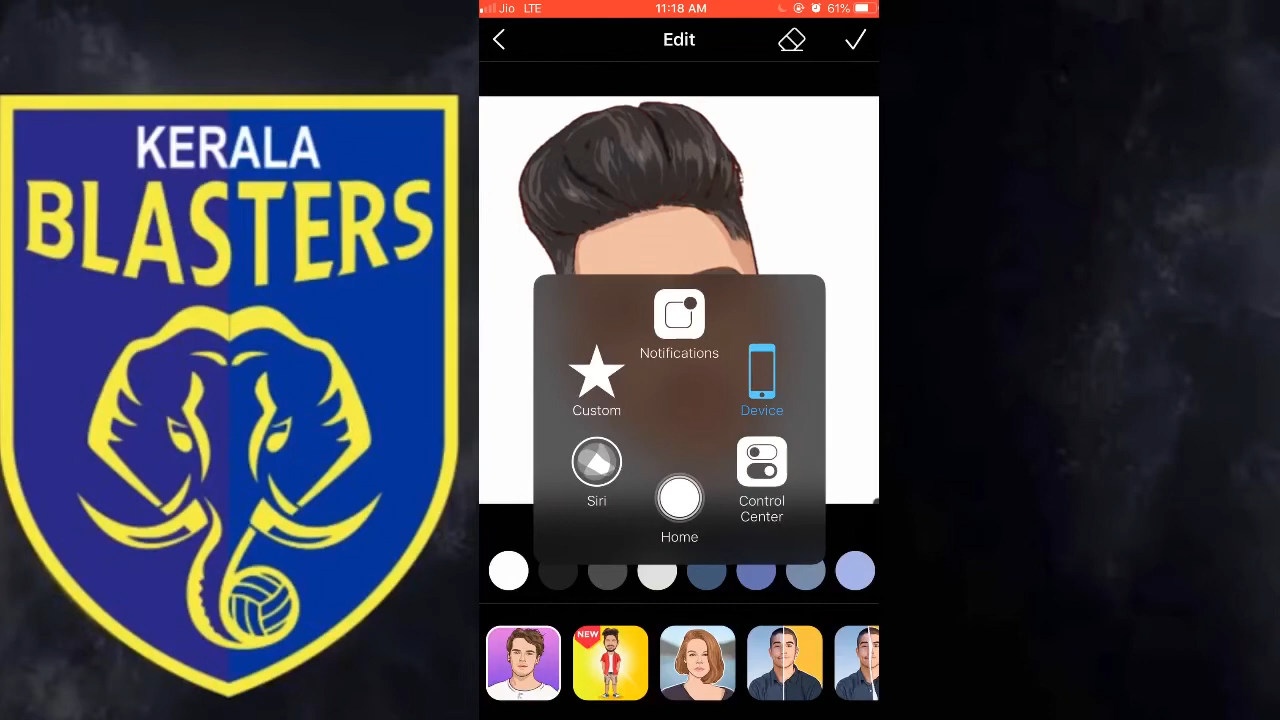 KERALA
BLASTERS
Jio LTE
11:18 AM
61%
Edit
Notifications
Custom
Device
Siri
Control
Center
Home
NEW